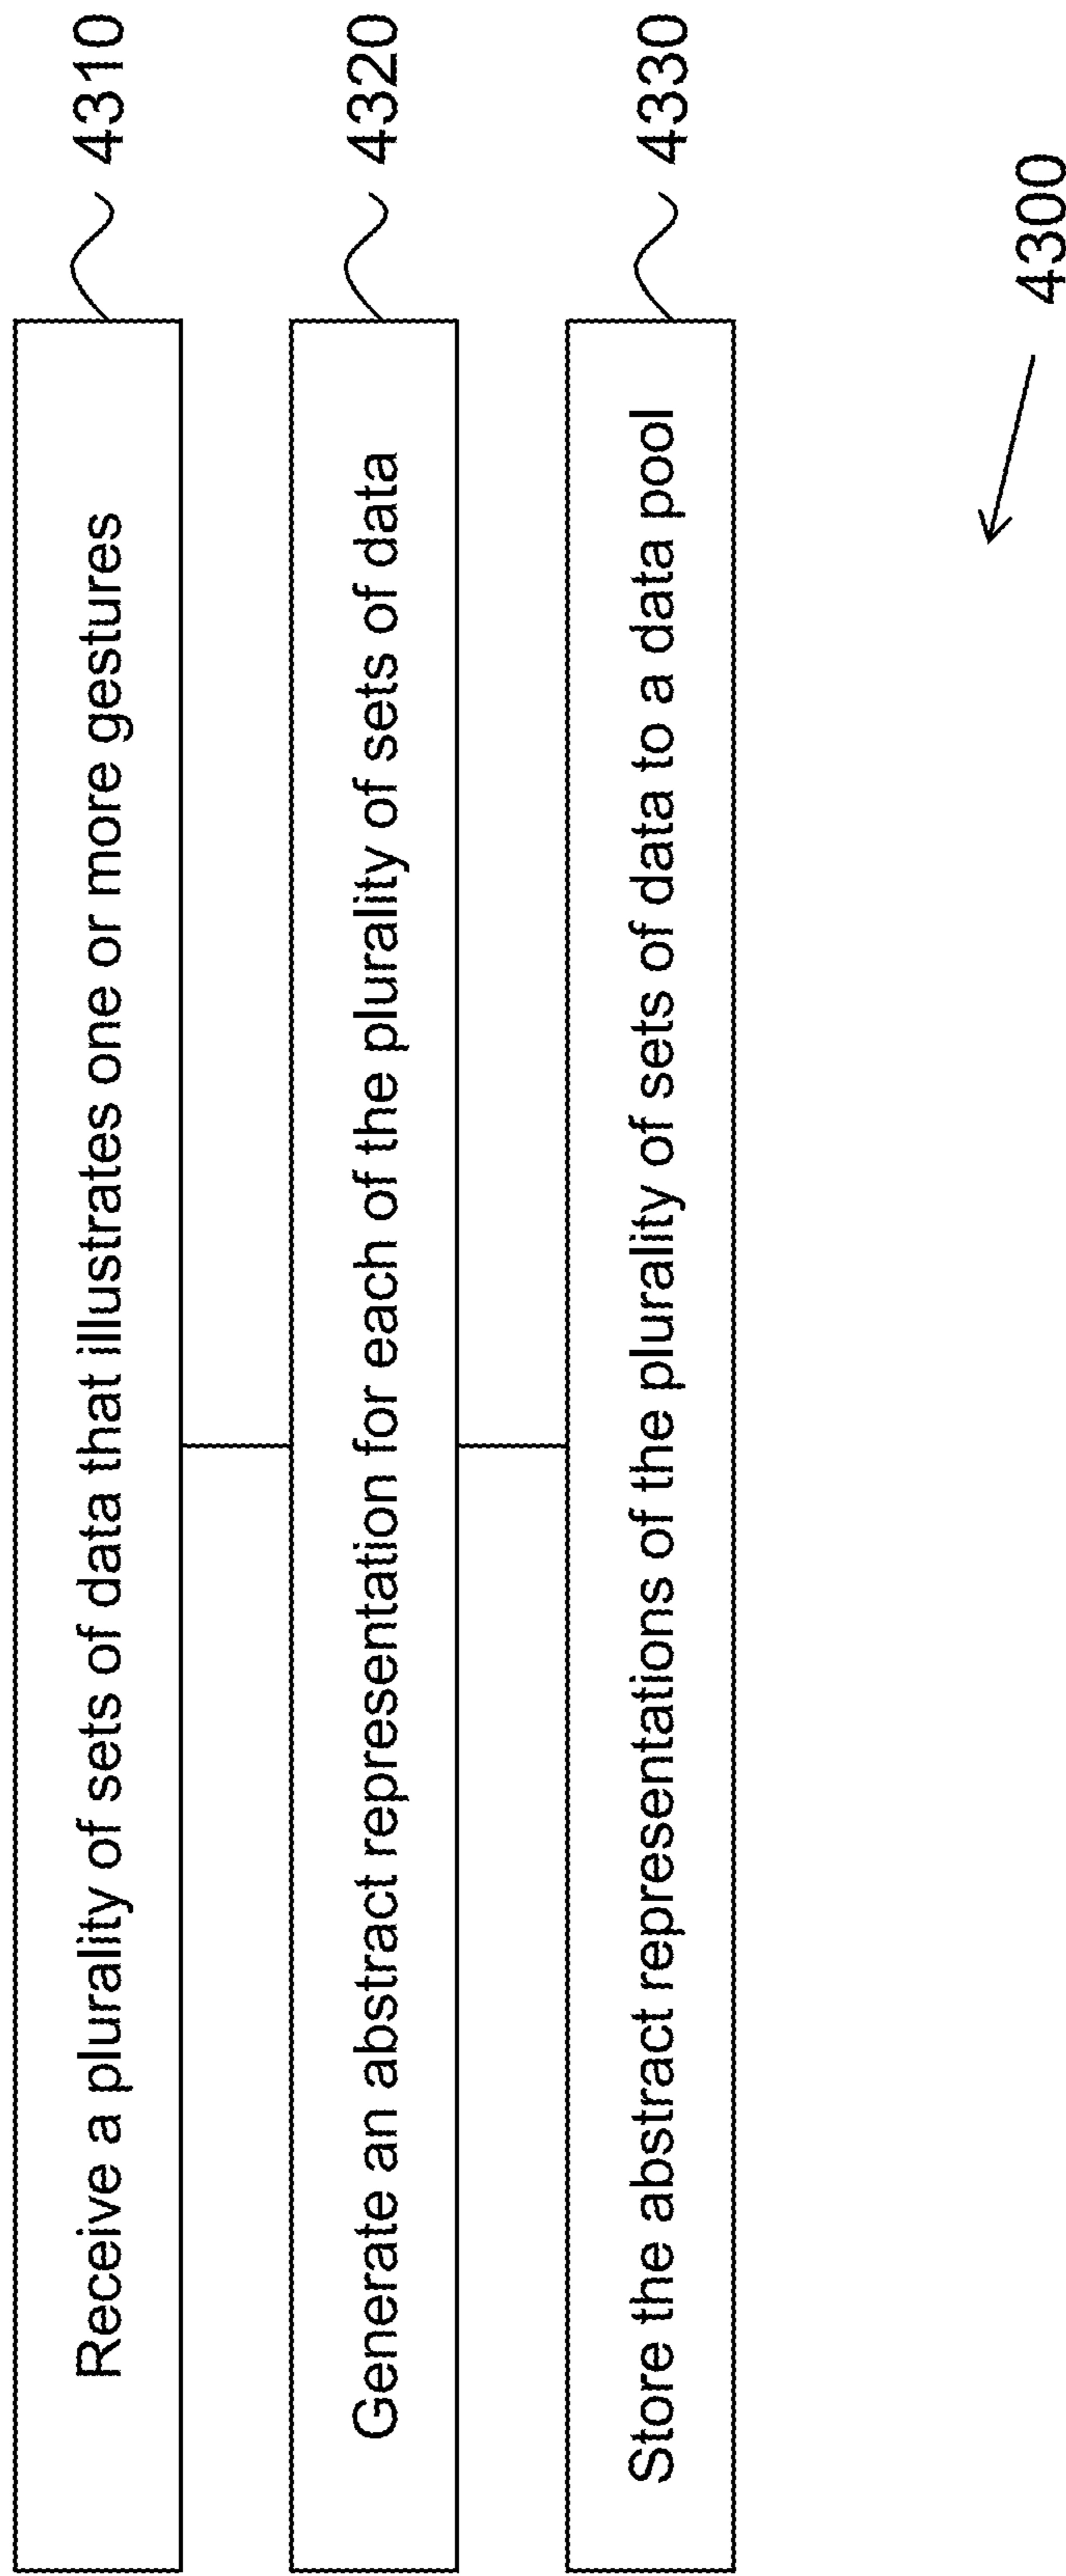 Receive a plurality of sets of data that illustrates one or more gestures
4310
Generate an abstract representation for each of the plurality of sets of data
4320
Store the abstract representations of the plurality of sets of data to a data pool
4330
4300